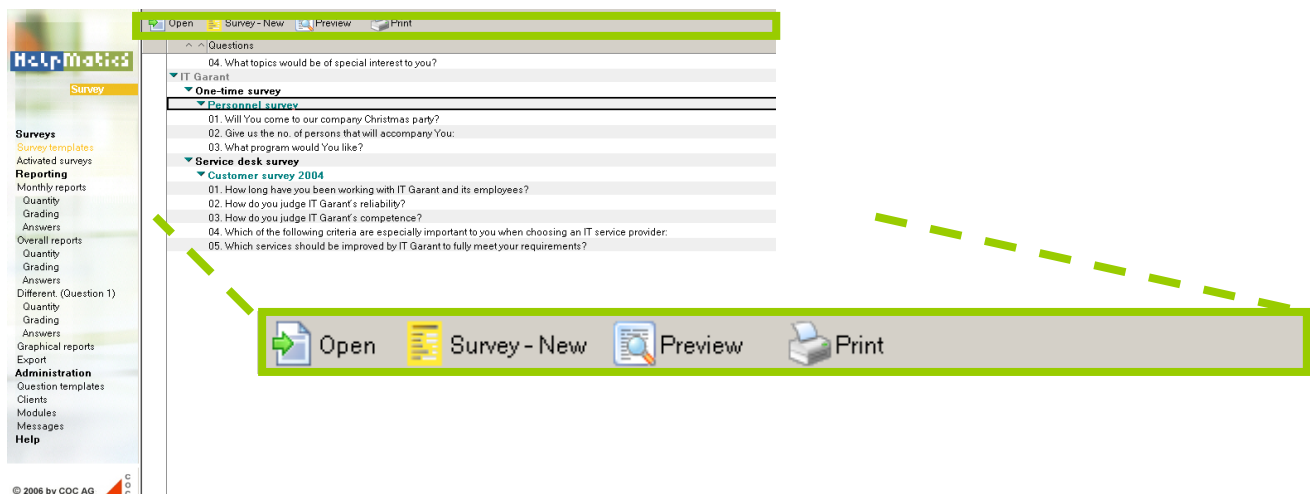 Open Survey - New Preview Print
Questions
04. What topics would be of special interest to you?
IT Garant
One-time survey
Personnel survey
01. Will You come to our company Christmas party?
02. Give us the no. of persons that will accompany You:
03. What program would You like?
Service desk survey
Customer survey 2004
01. How long have you been working with IT Garant and its employees?
02. How do you judge IT Garant's reliability?
03. How do you judge IT Garant's competence?
04. Which of the following criteria are especially important to you when choosing an IT service provider:
05. Which services should be improved by IT Garant to fully meet your requirements?
HelpMatics
Survey
Surveys
Survey templates
Activated surveys
Reporting
Monthly reports
Quantity
Grading
Answers
Overall reports
Quantity
Grading
Answers
Different. (Question 1)
Quantity
Grading
Answers
Graphical reports
Export
Administration
Question templates
Clients
Modules
Messages
Help
© 2006 by COC AG
C
O
C
Open Survey - New Preview Print